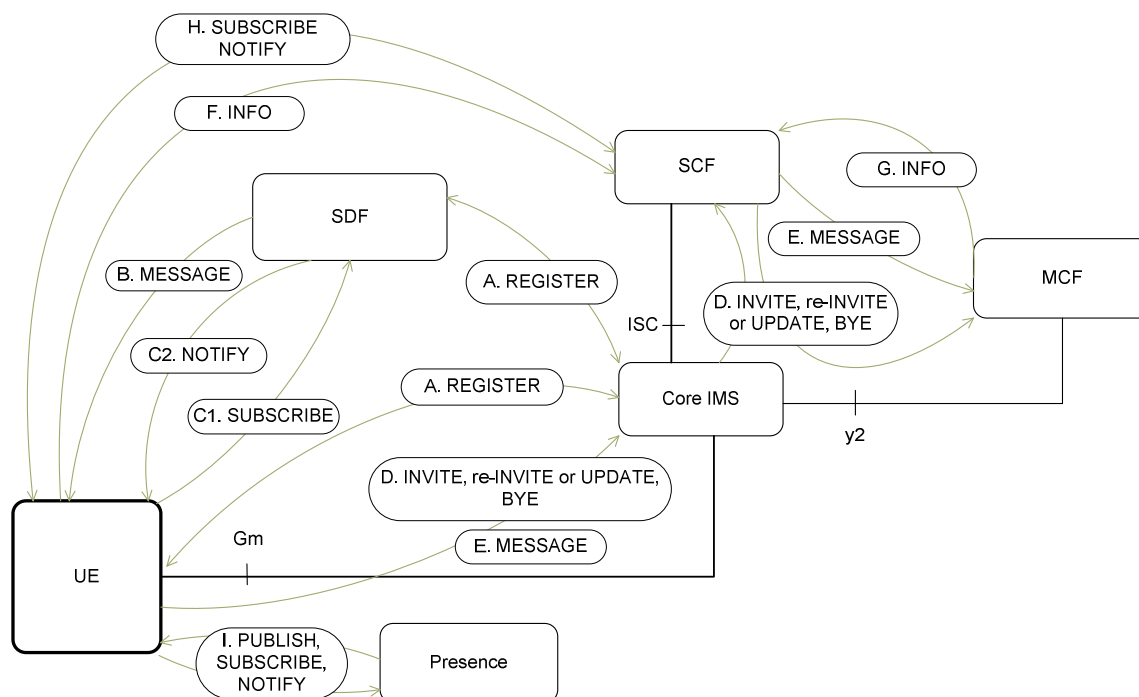 H. SUBSCRIBE
NOTIFY
F. INFO
SCF
G. INFO
SDF
E. MESSAGE
B. MESSAGE
A. REGISTER
MCF
D. INVITE, re-INVITE
or UPDATE, BYE
ISC
C2. NOTIFY
A. REGISTER
Core IMS
C1. SUBSCRIBE
y2
D. INVITE, re-INVITE or UPDATE,
BYE
Gm
E. MESSAGE
UE
I. PUBLISH,
SUBSCRIBE,
NOTIFY
Presence